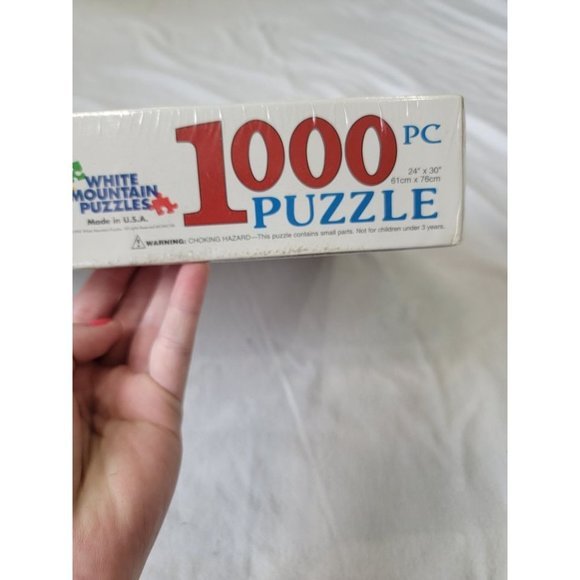 WHITE
MOUNTAIN
PUZZLES
Made in U.S.A.
1000 PC
24" x 30"
61cm x 76cm
PUZZLE
WARNING: CHOKING HAZARD—This puzzle contains small parts. Not for children under 3 years.